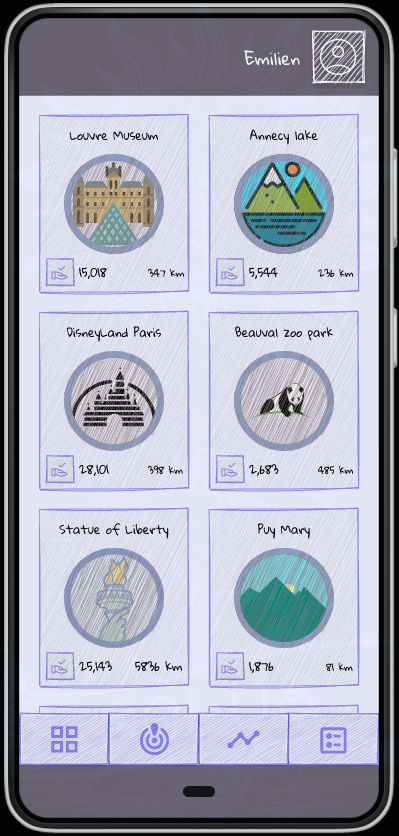 Emilien
Louvre Museum
Annecy lake
15,018 347 km
5,544 236 km
DisneyLand Paris
Beauval zoo park
28,101 398 km
2,683 485 km
Statue of Liberty
Puy Mary
25,143 5836 km
1,876 81 km